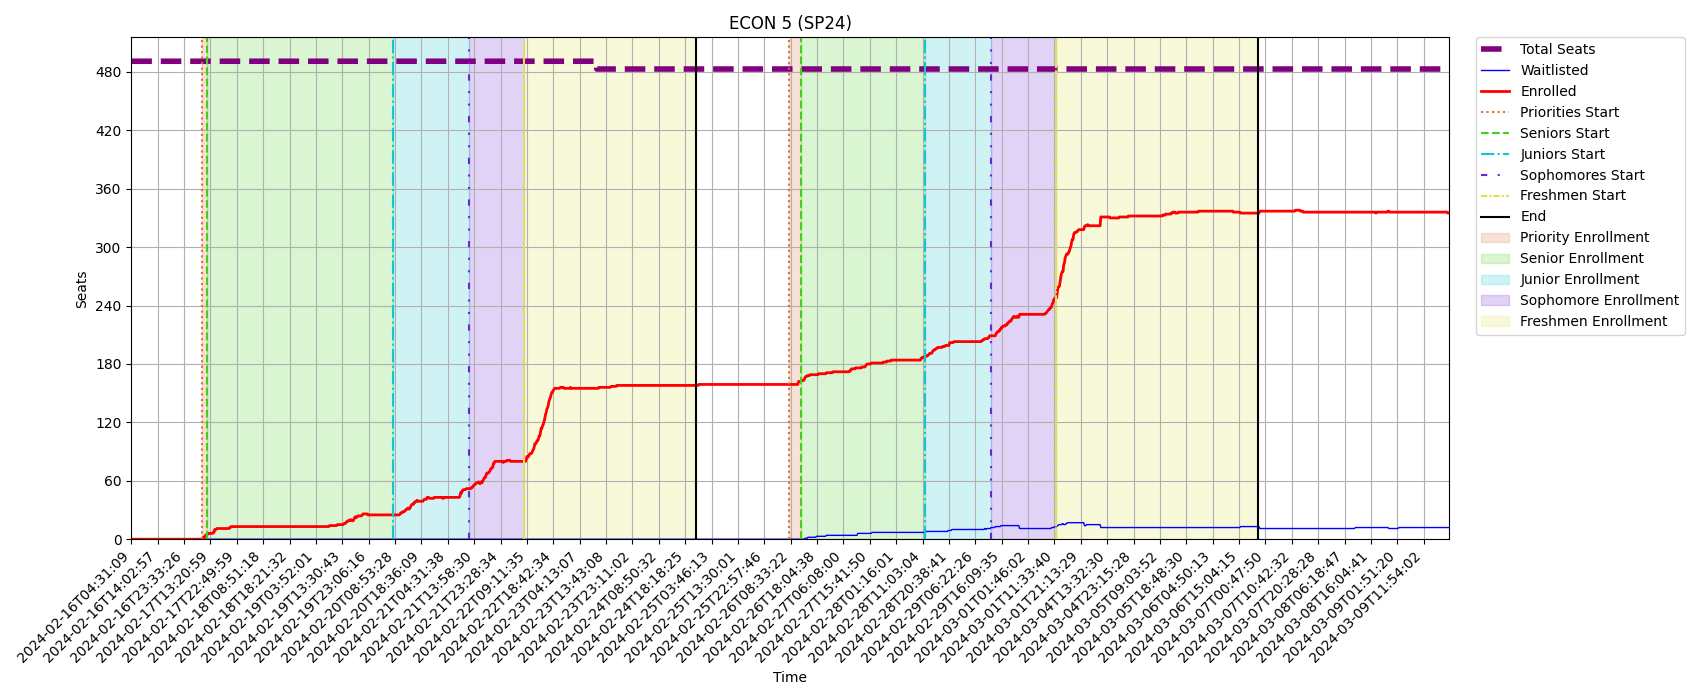 ECON 5 (SP24)
Seats
480
420
360
300
240
180
120
60
0
2024-02-16T04:31:09
2024-02-16T14:02:57
2024-02-16T23:33:26
2024-02-17T13:20:59
2024-02-17T22:49:59
2024-02-18T08:51:18
2024-02-18T18:21:32
2024-02-19T03:52:01
2024-02-19T13:30:43
2024-02-19T23:06:16
2024-02-20T08:53:28
2024-02-20T18:36:09
2024-02-21T04:31:38
2024-02-21T13:58:30
2024-02-21T23:28:34
2024-02-22T09:11:35
2024-02-22T18:42:34
2024-02-23T04:13:07
2024-02-23T13:43:08
2024-02-23T23:11:02
2024-02-24T08:50:32
2024-02-24T18:18:25
2024-02-25T03:46:13
2024-02-25T13:30:01
2024-02-25T22:57:46
2024-02-26T08:33:22
2024-02-26T18:04:38
2024-02-27T06:08:00
2024-02-27T15:41:50
2024-02-28T01:16:01
2024-02-28T11:03:04
2024-02-28T20:38:41
2024-02-29T06:22:26
2024-02-29T16:09:35
2024-03-01T01:46:02
2024-03-01T11:33:40
2024-03-01T21:13:29
2024-03-04T13:32:30
2024-03-04T23:15:28
2024-03-05T09:03:52
2024-03-05T18:48:30
2024-03-06T04:50:13
2024-03-06T15:04:15
2024-03-07T00:47:50
2024-03-07T10:42:32
2024-03-07T20:28:28
2024-03-08T06:18:47
2024-03-08T16:04:41
2024-03-09T01:51:20
2024-03-09T11:54:02
Time
Total Seats
Waitlisted
Enrolled
Priorities Start
Seniors Start
Juniors Start
Sophomores Start
Freshmen Start
End
Priority Enrollment
Senior Enrollment
Junior Enrollment
Sophomore Enrollment
Freshmen Enrollment